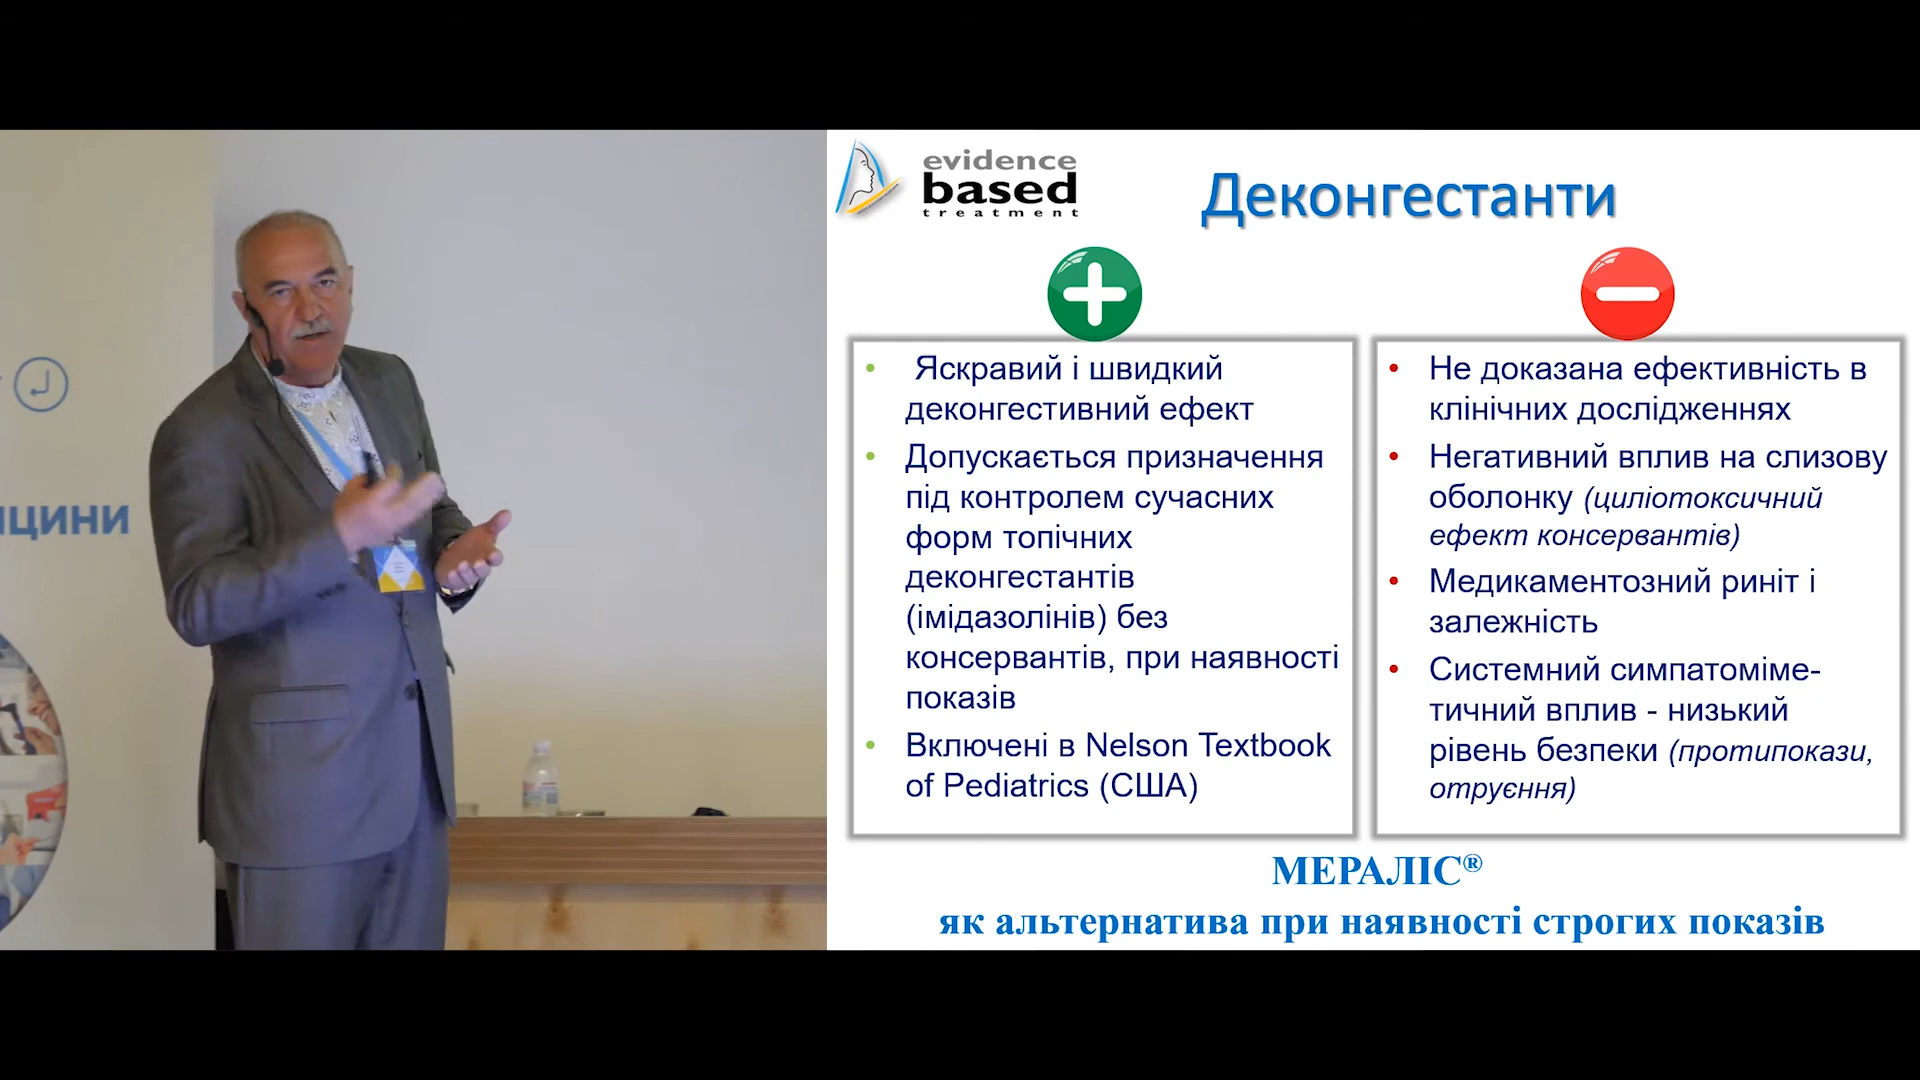 ицини
evidence
based
treatment
Деконгестанти
Яскравий і швидкий
деконгестивний ефект
Допускається призначення
під контролем сучасних
форм топічних
деконгестантів
(імідазолінів) без
консервантів, при наявності
показів
Включені в Nelson Textbook
of Pediatrics (США)
Не доказана ефективність в
клінічних дослідженнях
Негативний вплив на слизову
оболонку (циліотоксичний
ефект консервантів)
Медикаментозний риніт і
залежність
Системний симпатоміме-
тичний вплив - низький
рівень безпеки (протипокази,
отруєння)
МЕРАЛІС®
як альтернатива при наявності строгих показів